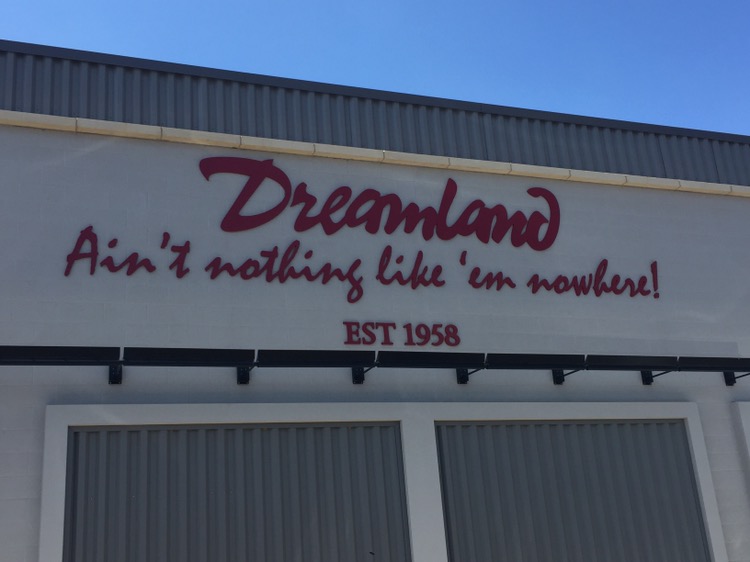 Dreamland
Ain't nothing like 'em nowhere!
EST 1958